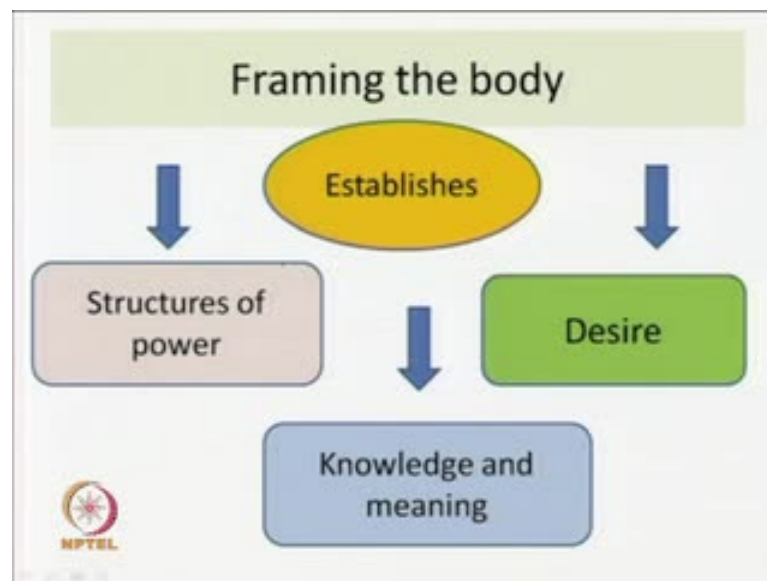 Framing the body
Establishes
Structures of
power
Desire
Knowledge and
meaning
NPTEL